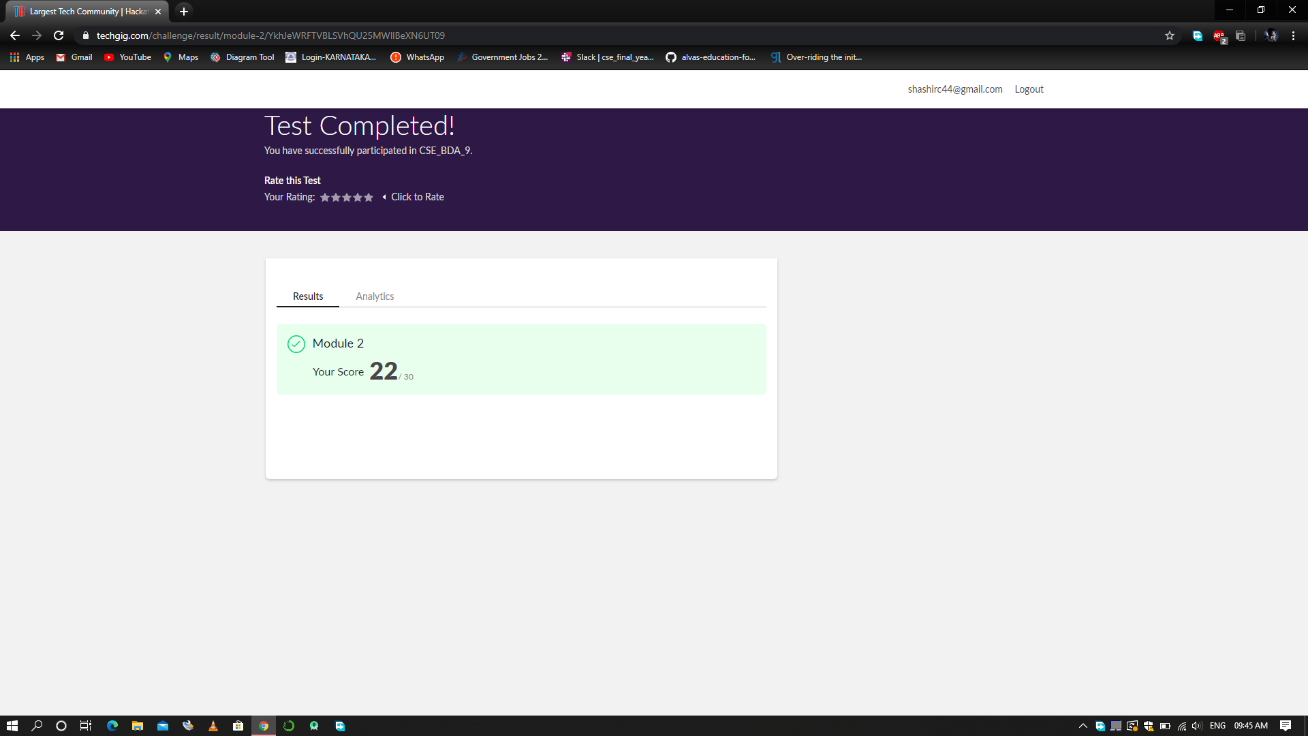 Largest Tech Community | Hacka
techgig.com/challenge/result/module-2/YkhJeWRFTVBLSVhQU25MWllBeXN6UT09
Apps Gmail YouTube Maps Diagram Tool Login-KARNATAKA... WhatsApp Government Jobs 2... Slack | cse_final_yea... alvas-education-fo... Over-riding the init...
shashirc44@gmail.com Logout
Test Completed!
You have successfully participated in CSE_BDA_9.
Rate this Test
Your Rating: Click to Rate
Results Analytics
Module 2
Your Score 22 / 30
ENG 09:45 AM